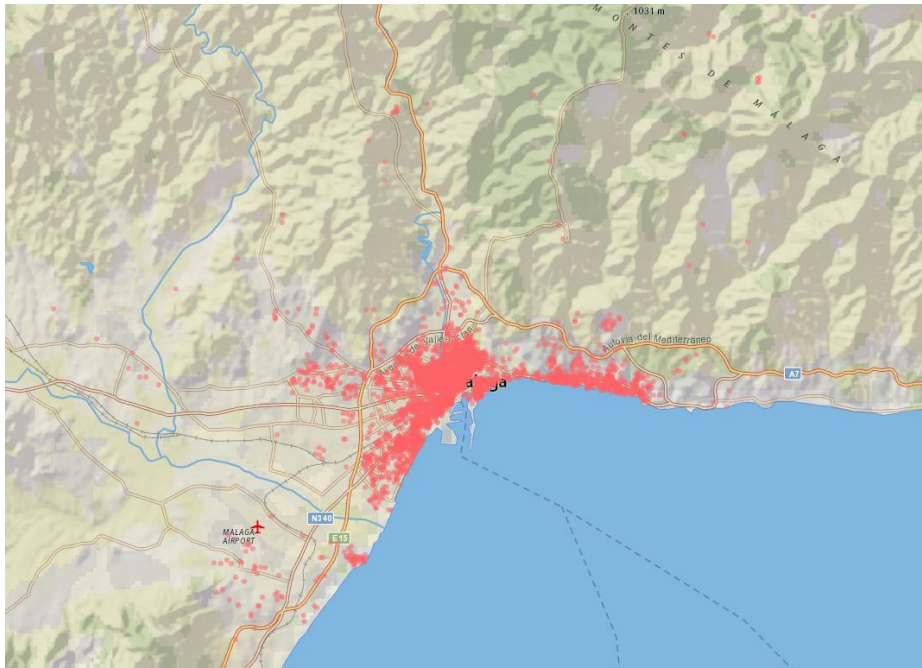 1031 m
MONTES DE MÁLAGA
Autovía del Mediterráneo
A7
N340
MALAGA
AIRPORT
E15